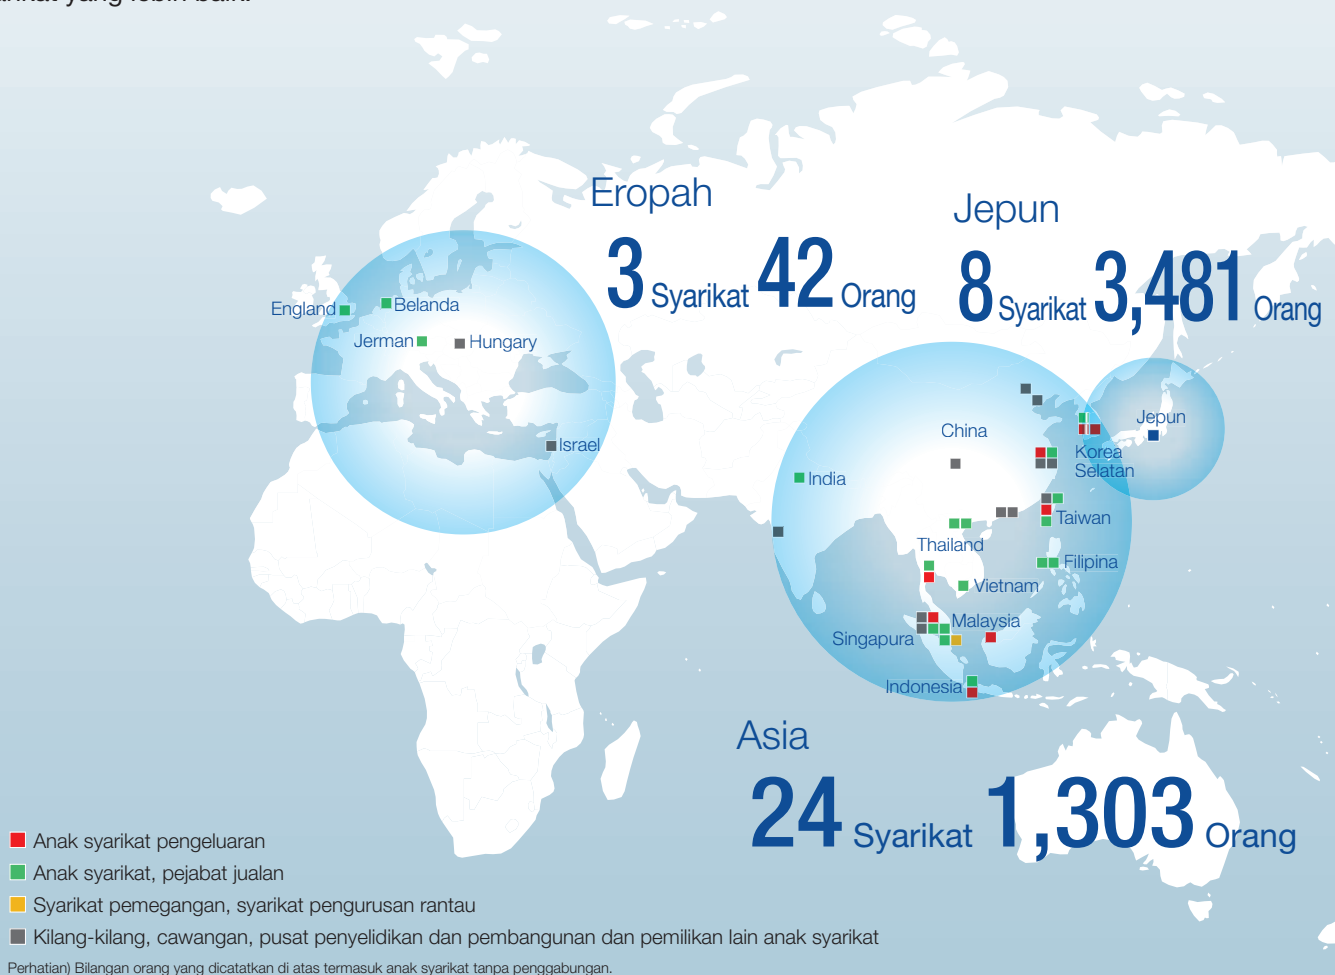 yang lebih baik.
Eropah
3 Syarikat 42 Orang
Jepun
8 Syarikat 3,481 Orang
England
Belanda
Jerman
Hungary
Israel
Jepun
China
Korea
Selatan
India
Taiwan
Thailand
Filipina
Vietnam
Malaysia
Singapura
Indonesia
Asia
24 Syarikat 1,303 Orang
Anak syarikat pengeluaran
Anak syarikat, pejabat jualan
Syarikat pemegangan, syarikat pengurusan rantau
Kilang-kilang, cawangan, pusat penyelidikan dan pembangunan dan pemilikan lain anak syarikat
Perhatian) Bilangan orang yang dicatatkan di atas termasuk anak syarikat tanpa penggabungan.